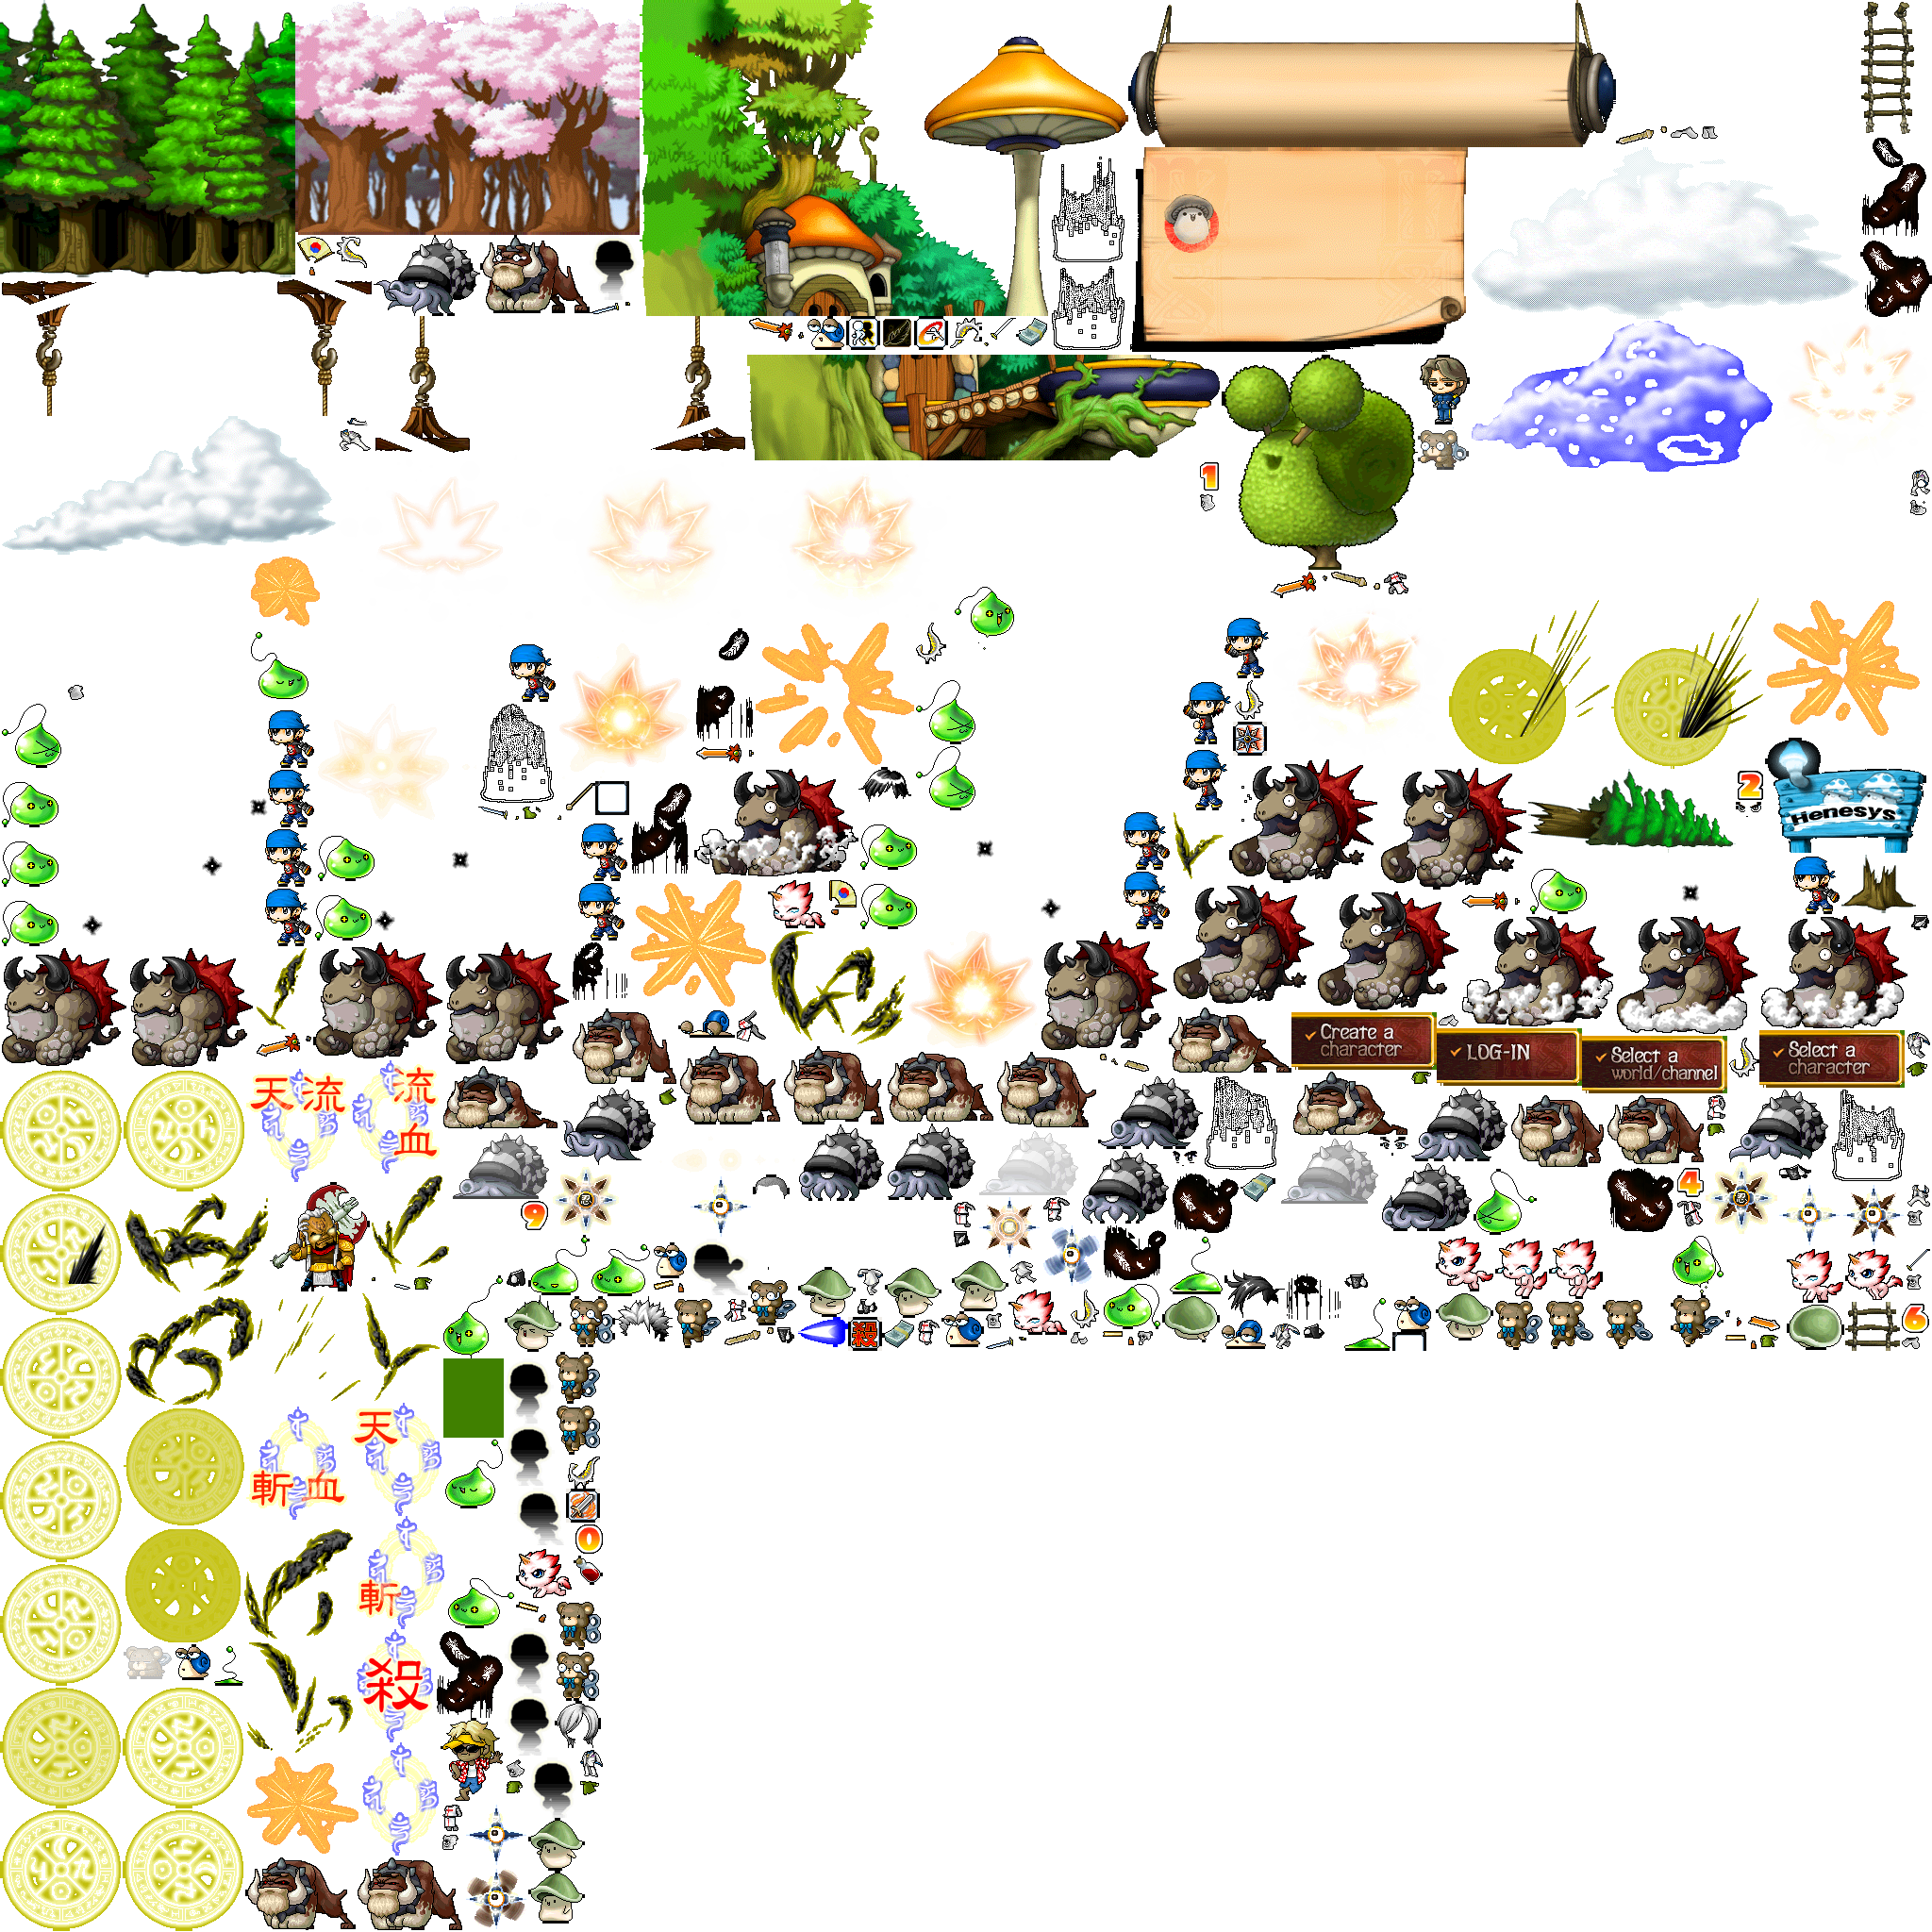 1
2
Henesys
Create a
character
LOG-IN
Select a
world/channel
Select a
character
天流
流
血
4
9
殺
6
斬血
天
0
斬
殺